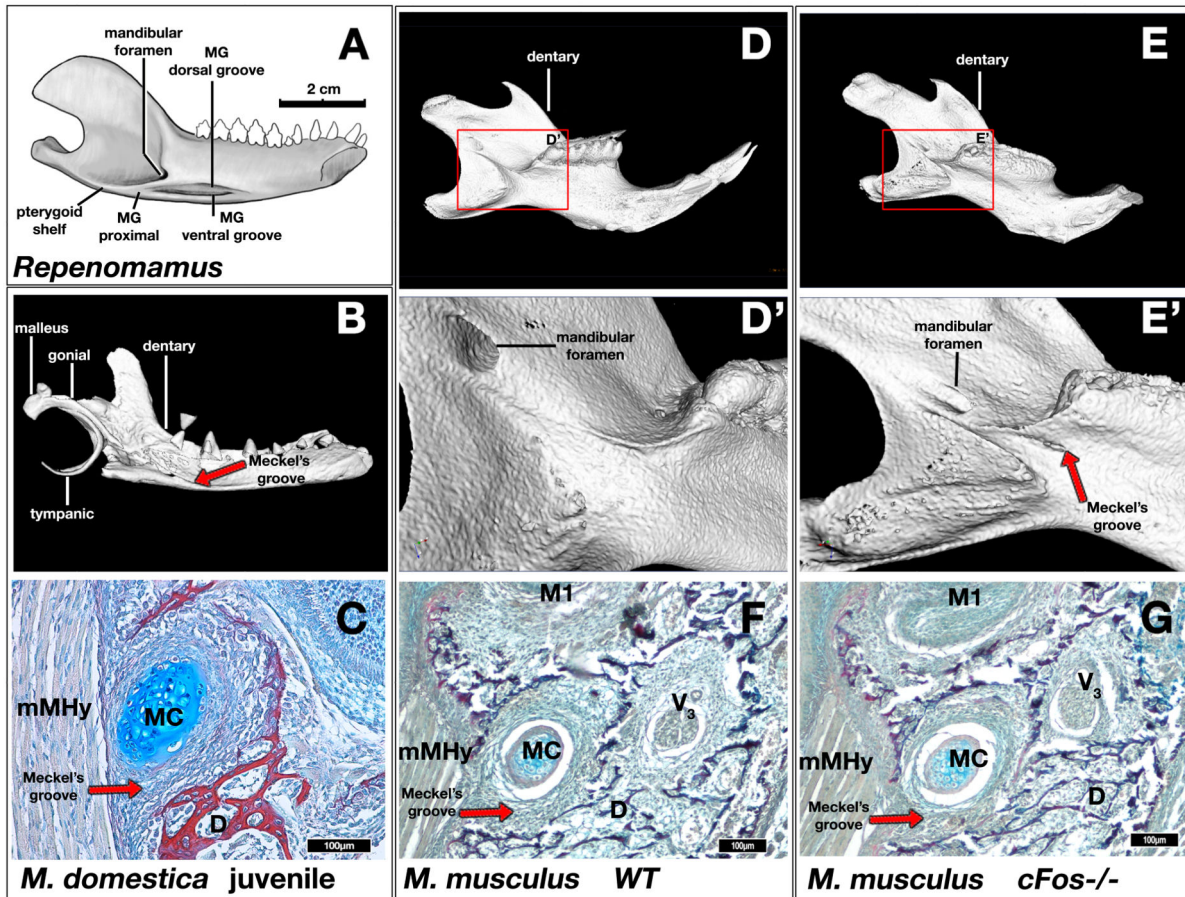 A
mandibular
foramen
MG
dorsal groove
2 cm
pterygoid
shelf
MG
proximal
MG
ventral groove
Repenomamus
B
malleus
gonial
dentary
Meckel's
groove
tympanic
C
mMHy
MC
Meckel's
groove
D
100µm
M. domestica juvenile
D
dentary
D'
D'
mandibular
foramen
F
M1
V3
mMHy
MC
Meckel's
groove
D
100µm
M. musculus WT
E
dentary
E'
E'
mandibular
foramen
Meckel's
groove
G
M1
V3
mMHy
MC
Meckel's
groove
D
100µm
M. musculus cFos-/-